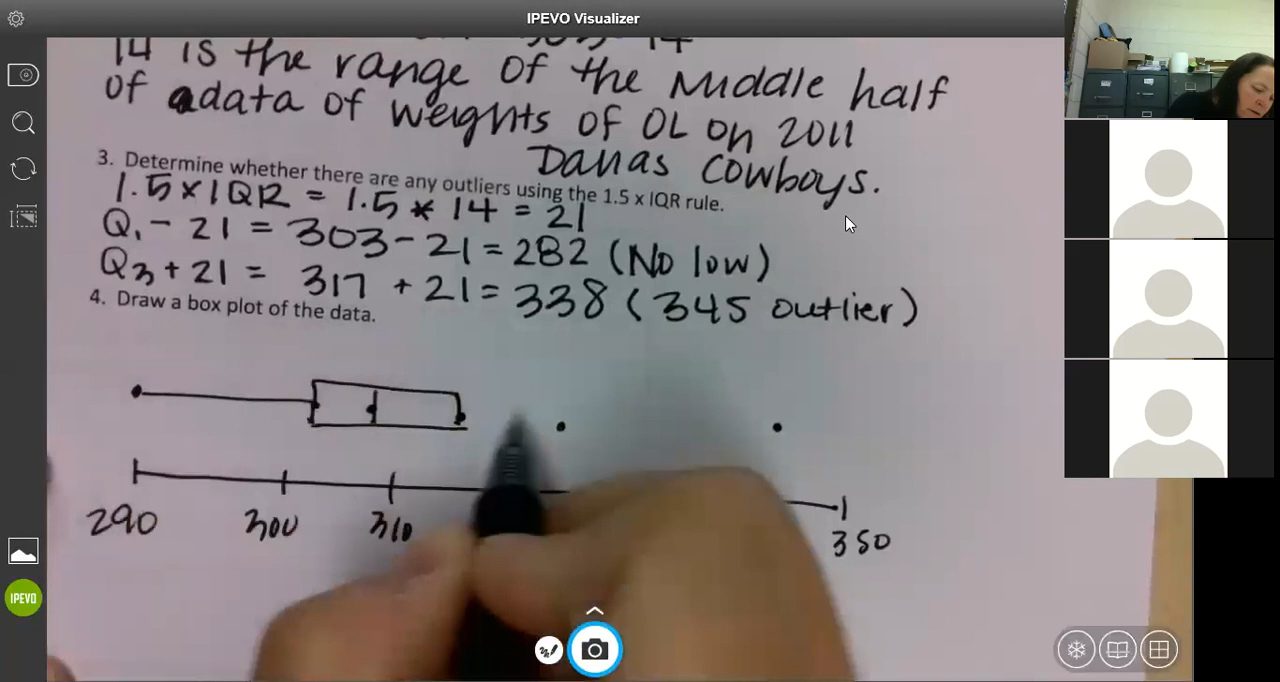 IPEVO Visualizer
14 is the range of the Middle half
of data of weights of OL on 2011
Dallas Cowboys.
3. Determine whether there are any outliers using the 1.5 x IQR rule.
1.5 x IQR = 1.5 * 14 = 21
Q1 - 21 = 303 - 21 = 282 (No low)
Q3 + 21 = 317 + 21 = 338 (345 outlier)
4. Draw a box plot of the data.
290 300 310 350
IPEVO